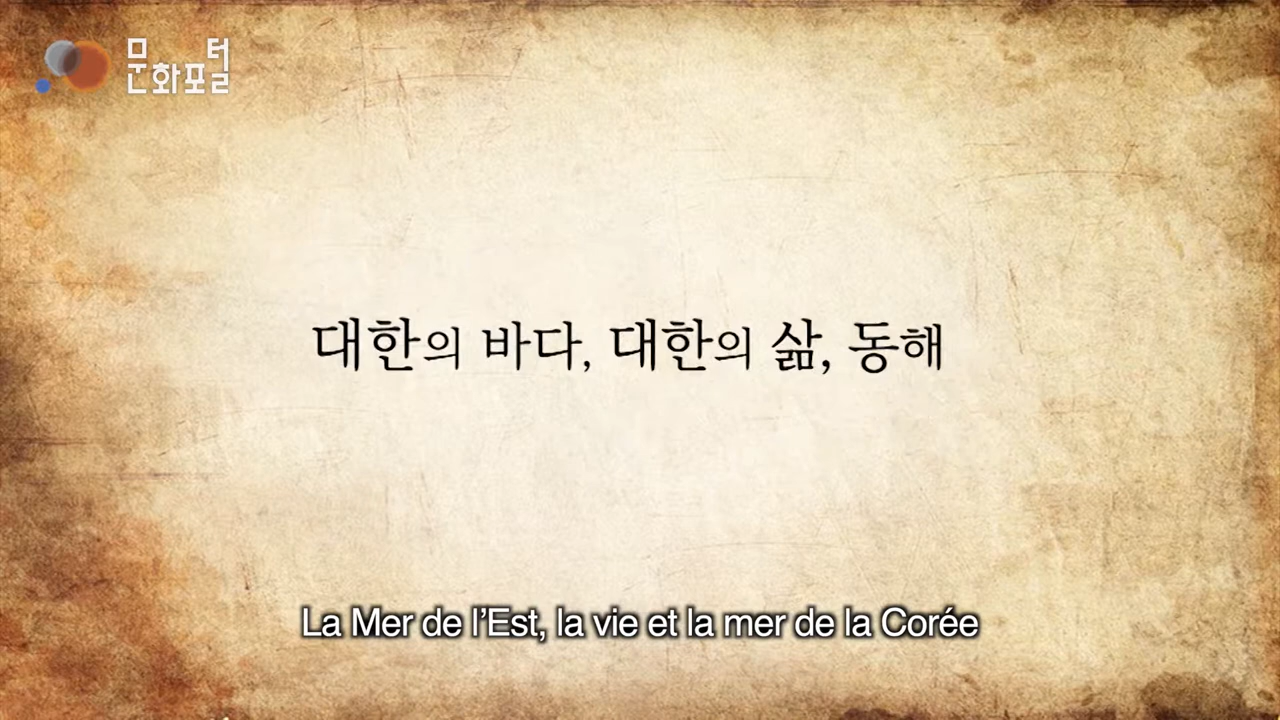 문화포털
대한의 바다, 대한의 삶, 동해
La Mer de l’Est, la vie et la mer de la Corée